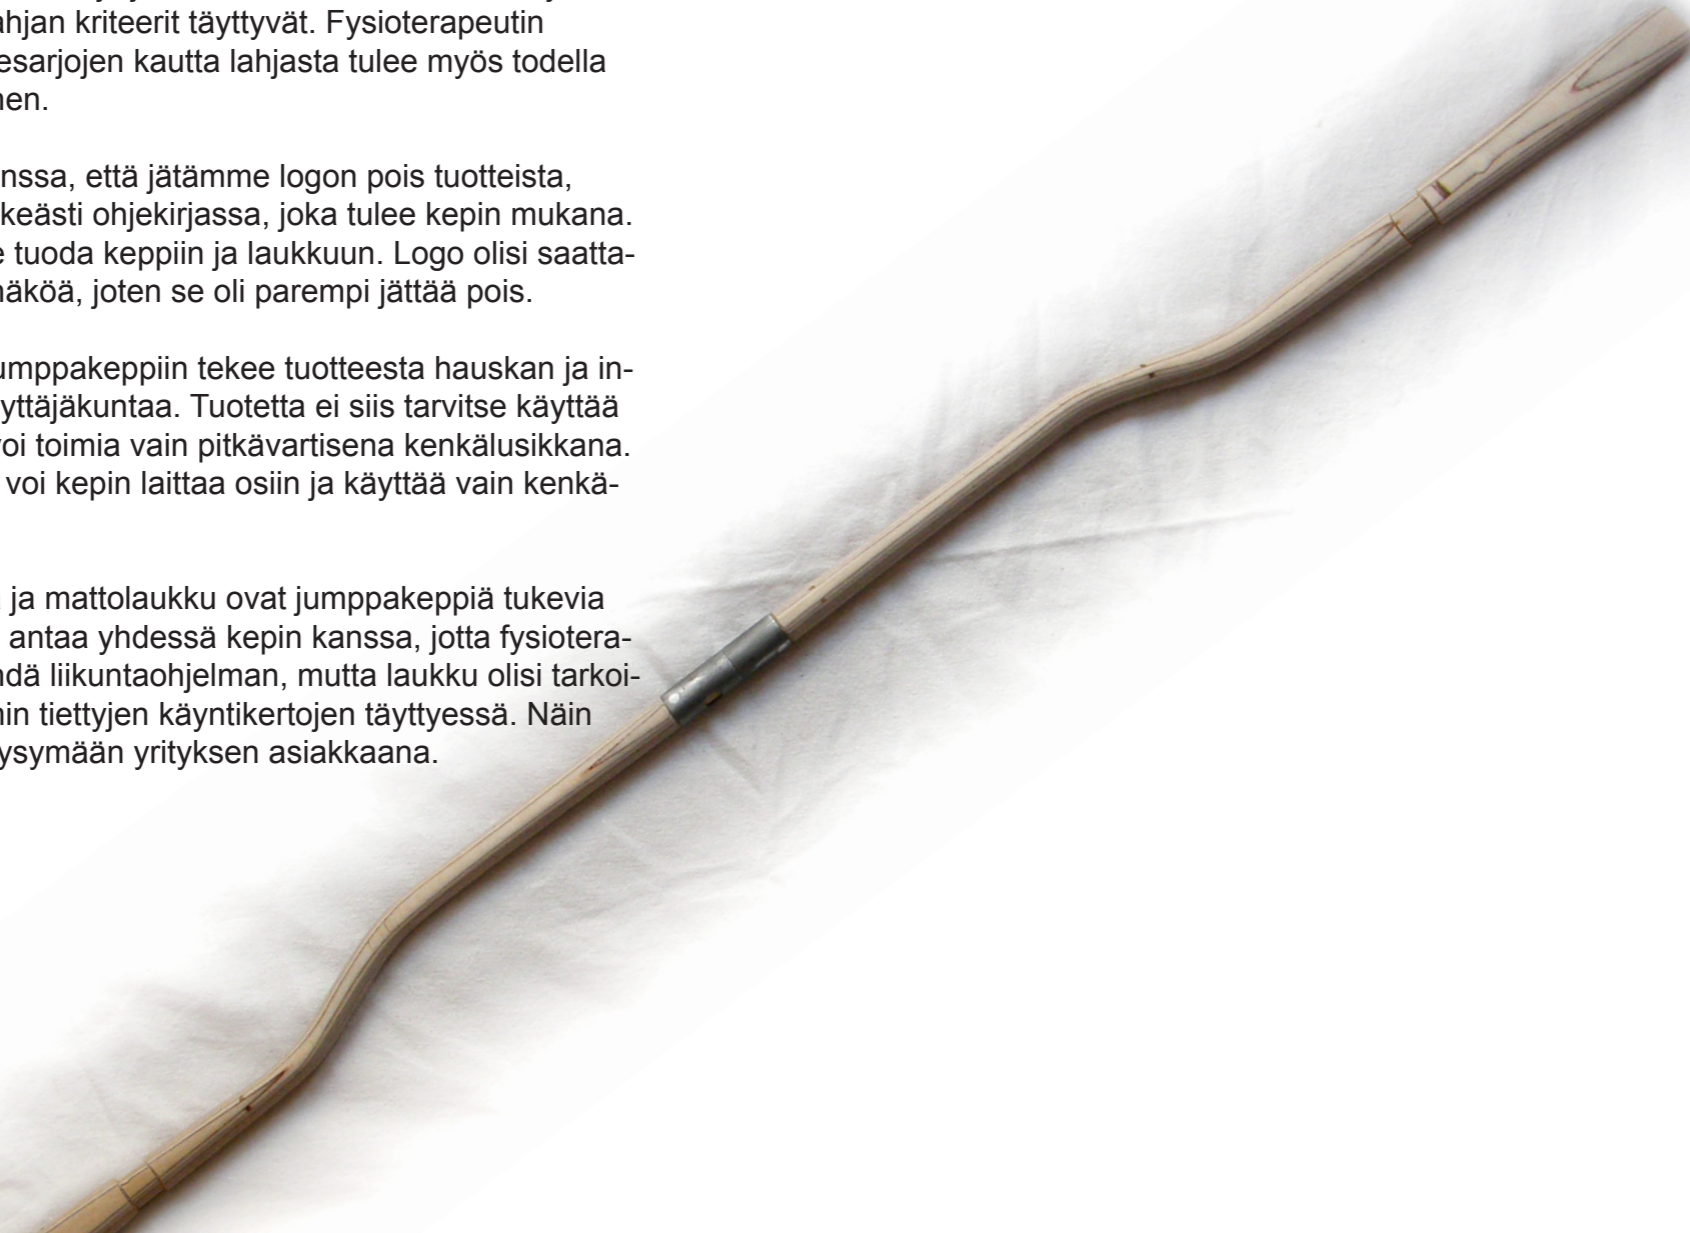 ahjan kriteerit täyttyvät. Fysioterapeutin
esarjojen kautta lahjasta tulee myös todella
nen.
nssa, että jätämme logon pois tuotteista,
keästi ohjekirjassa, joka tulee kepin mukana.
e tuoda keppiin ja laukkuun. Logo olisi saatta-
näköä, joten se oli parempi jättää pois.
umppakeppiin tekee tuotteesta hauskan ja in-
yttäjäkuntaa. Tuotetta ei siis tarvitse käyttää
voi toimia vain pitkävartisena kenkälusikkana.
voi kepin laittaa osiin ja käyttää vain kenkä-
ja mattolaukku ovat jumppakeppiä tukevia
antaa yhdessä kepin kanssa, jotta fysiotera-
hdä liikuntaohjelman, mutta laukku olisi tarkoi-
nin tiettyjen käyntikertojen täyttyessä. Näin
ysymään yrityksen asiakkaana.